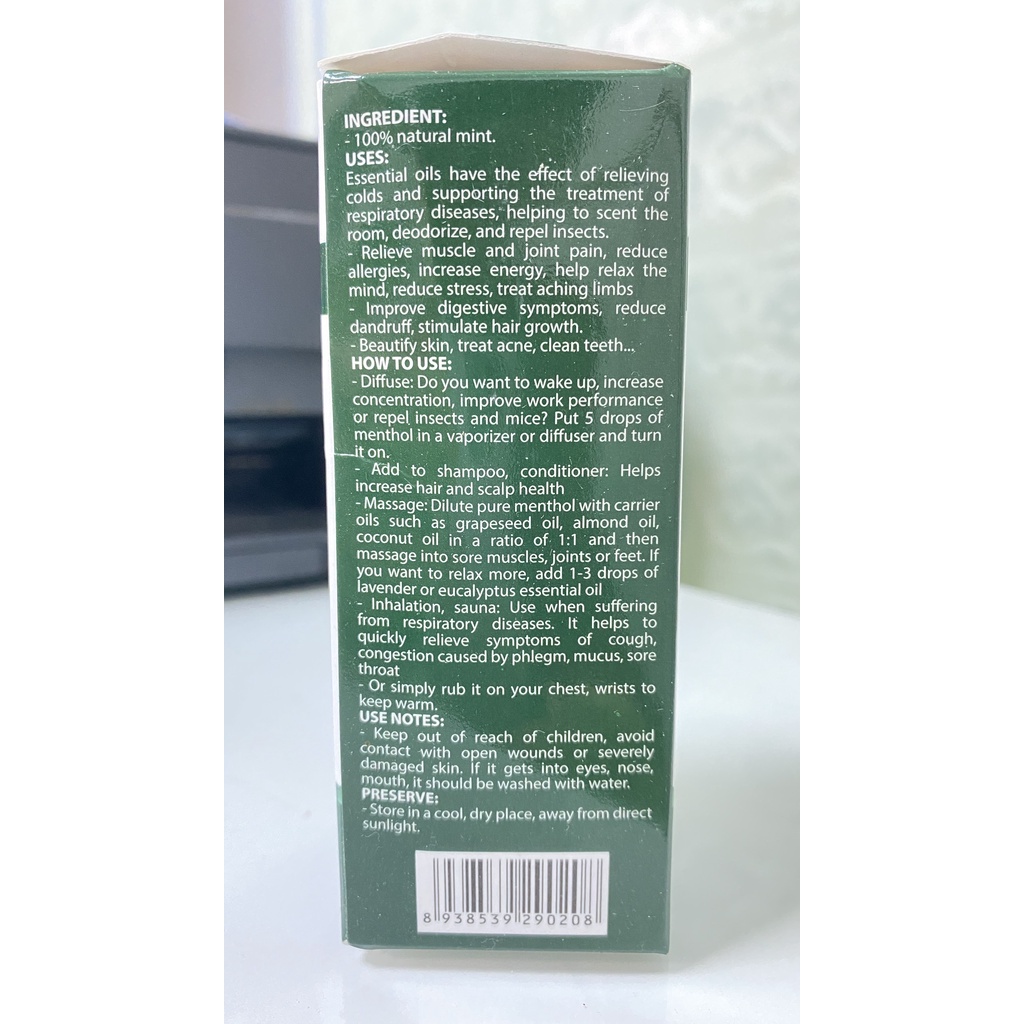 INGREDIENT:
- 100% natural mint.
USES:
Essential oils have the effect of relieving
colds and supporting the treatment of
respiratory diseases, helping to scent the
room, deodorize, and repel insects.
- Relieve muscle and joint pain, reduce
allergies, increase energy, help relax the
mind, reduce stress, treat aching limbs
- Improve digestive symptoms, reduce
dandruff, stimulate hair growth.
- Beautify skin, treat acne, clean teeth...
HOW TO USE:
- Diffuse: Do you want to wake up, increase
concentration, improve work performance
or repel insects and mice? Put 5 drops of
menthol in a vaporizer or diffuser and turn
it on.
- Add to shampoo, conditioner: Helps
increase hair and scalp health
- Massage: Dilute pure menthol with carrier
oils such as grapeseed oil, almond oil,
coconut oil in a ratio of 1:1 and then
massage into sore muscles, joints or feet. If
you want to relax more, add 1-3 drops of
lavender or eucalyptus essential oil
- Inhalation, sauna: Use when suffering
from respiratory diseases. It helps to
quickly relieve symptoms of cough,
congestion caused by phlegm, mucus, sore
throat
- Or simply rub it on your chest, wrists to
keep warm.
USE NOTES:
- Keep out of reach of children, avoid
contact with open wounds or severely
damaged skin. If it gets into eyes, nose,
mouth, it should be washed with water.
PRESERVE:
- Store in a cool, dry place, away from direct
sunlight.
8 938539 290208